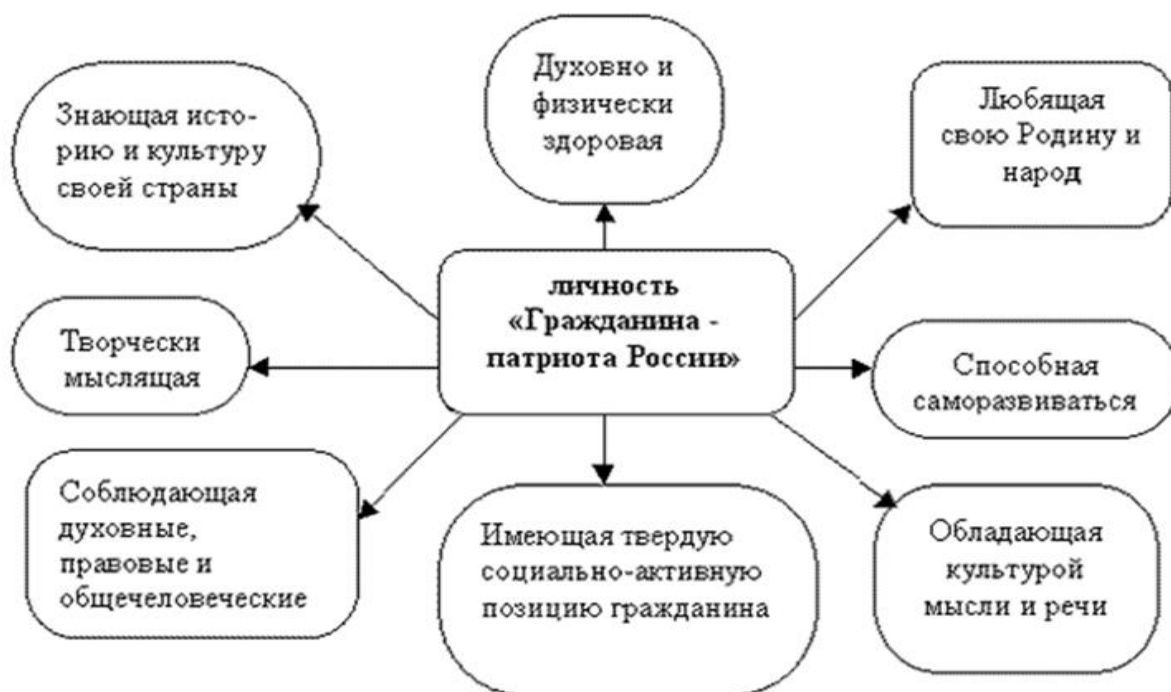 Знающая исто-
рию и культуру
своей страны
Духовно и
физически
здоровая
Любящая
свою Родину и
народ
личность
«Гражданина -
патриота России»
Творчески
мыслящая
Способная
саморазвиваться
Соблюдающая
духовные,
правовые и
общечеловеческие
Имеющая твердую
социально-активную
позицию гражданина
Обладающая
культурой
мысли и речи